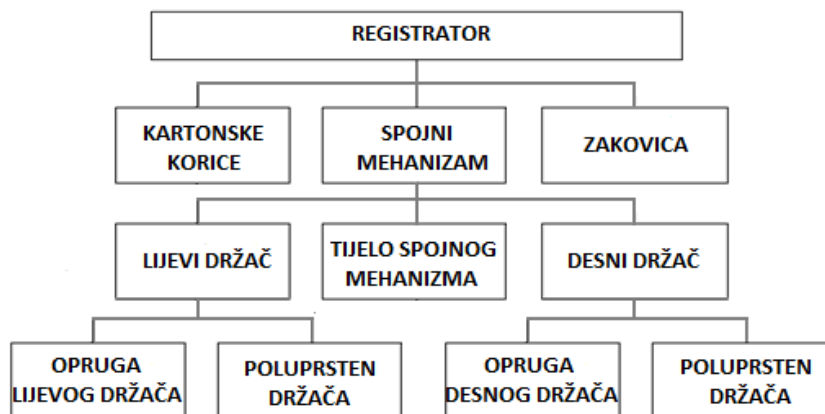 REGISTRATOR
KARTONSKE
KORICE
SPOJNI
MEHANIZAM
ZAKOVICA
LIJEVI DRŽAČ
TIJELO SPOJNOG
MEHANIZMA
DESNI DRŽAČ
OPRUGA
LIJEVOG DRŽAČA
POLUPRSTEN
DRŽAČA
OPRUGA
DESNOG DRŽAČA
POLUPRSTEN
DRŽAČA